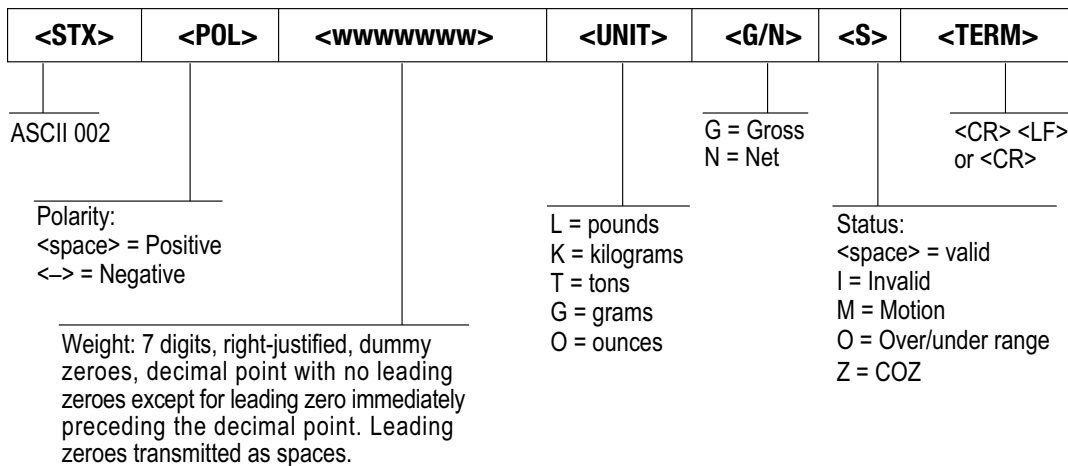 <STX> <POL> <wwwwwww> <UNIT> <G/N> <S> <TERM>
ASCII 002
G = Gross
N = Net
<CR> <LF>
or <CR>
Polarity:
<space> = Positive
<–> = Negative
L = pounds
K = kilograms
T = tons
G = grams
O = ounces
Status:
<space> = valid
I = Invalid
M = Motion
O = Over/under range
Z = COZ
Weight: 7 digits, right-justified, dummy
zeroes, decimal point with no leading
zeroes except for leading zero immediately
preceding the decimal point. Leading
zeroes transmitted as spaces.